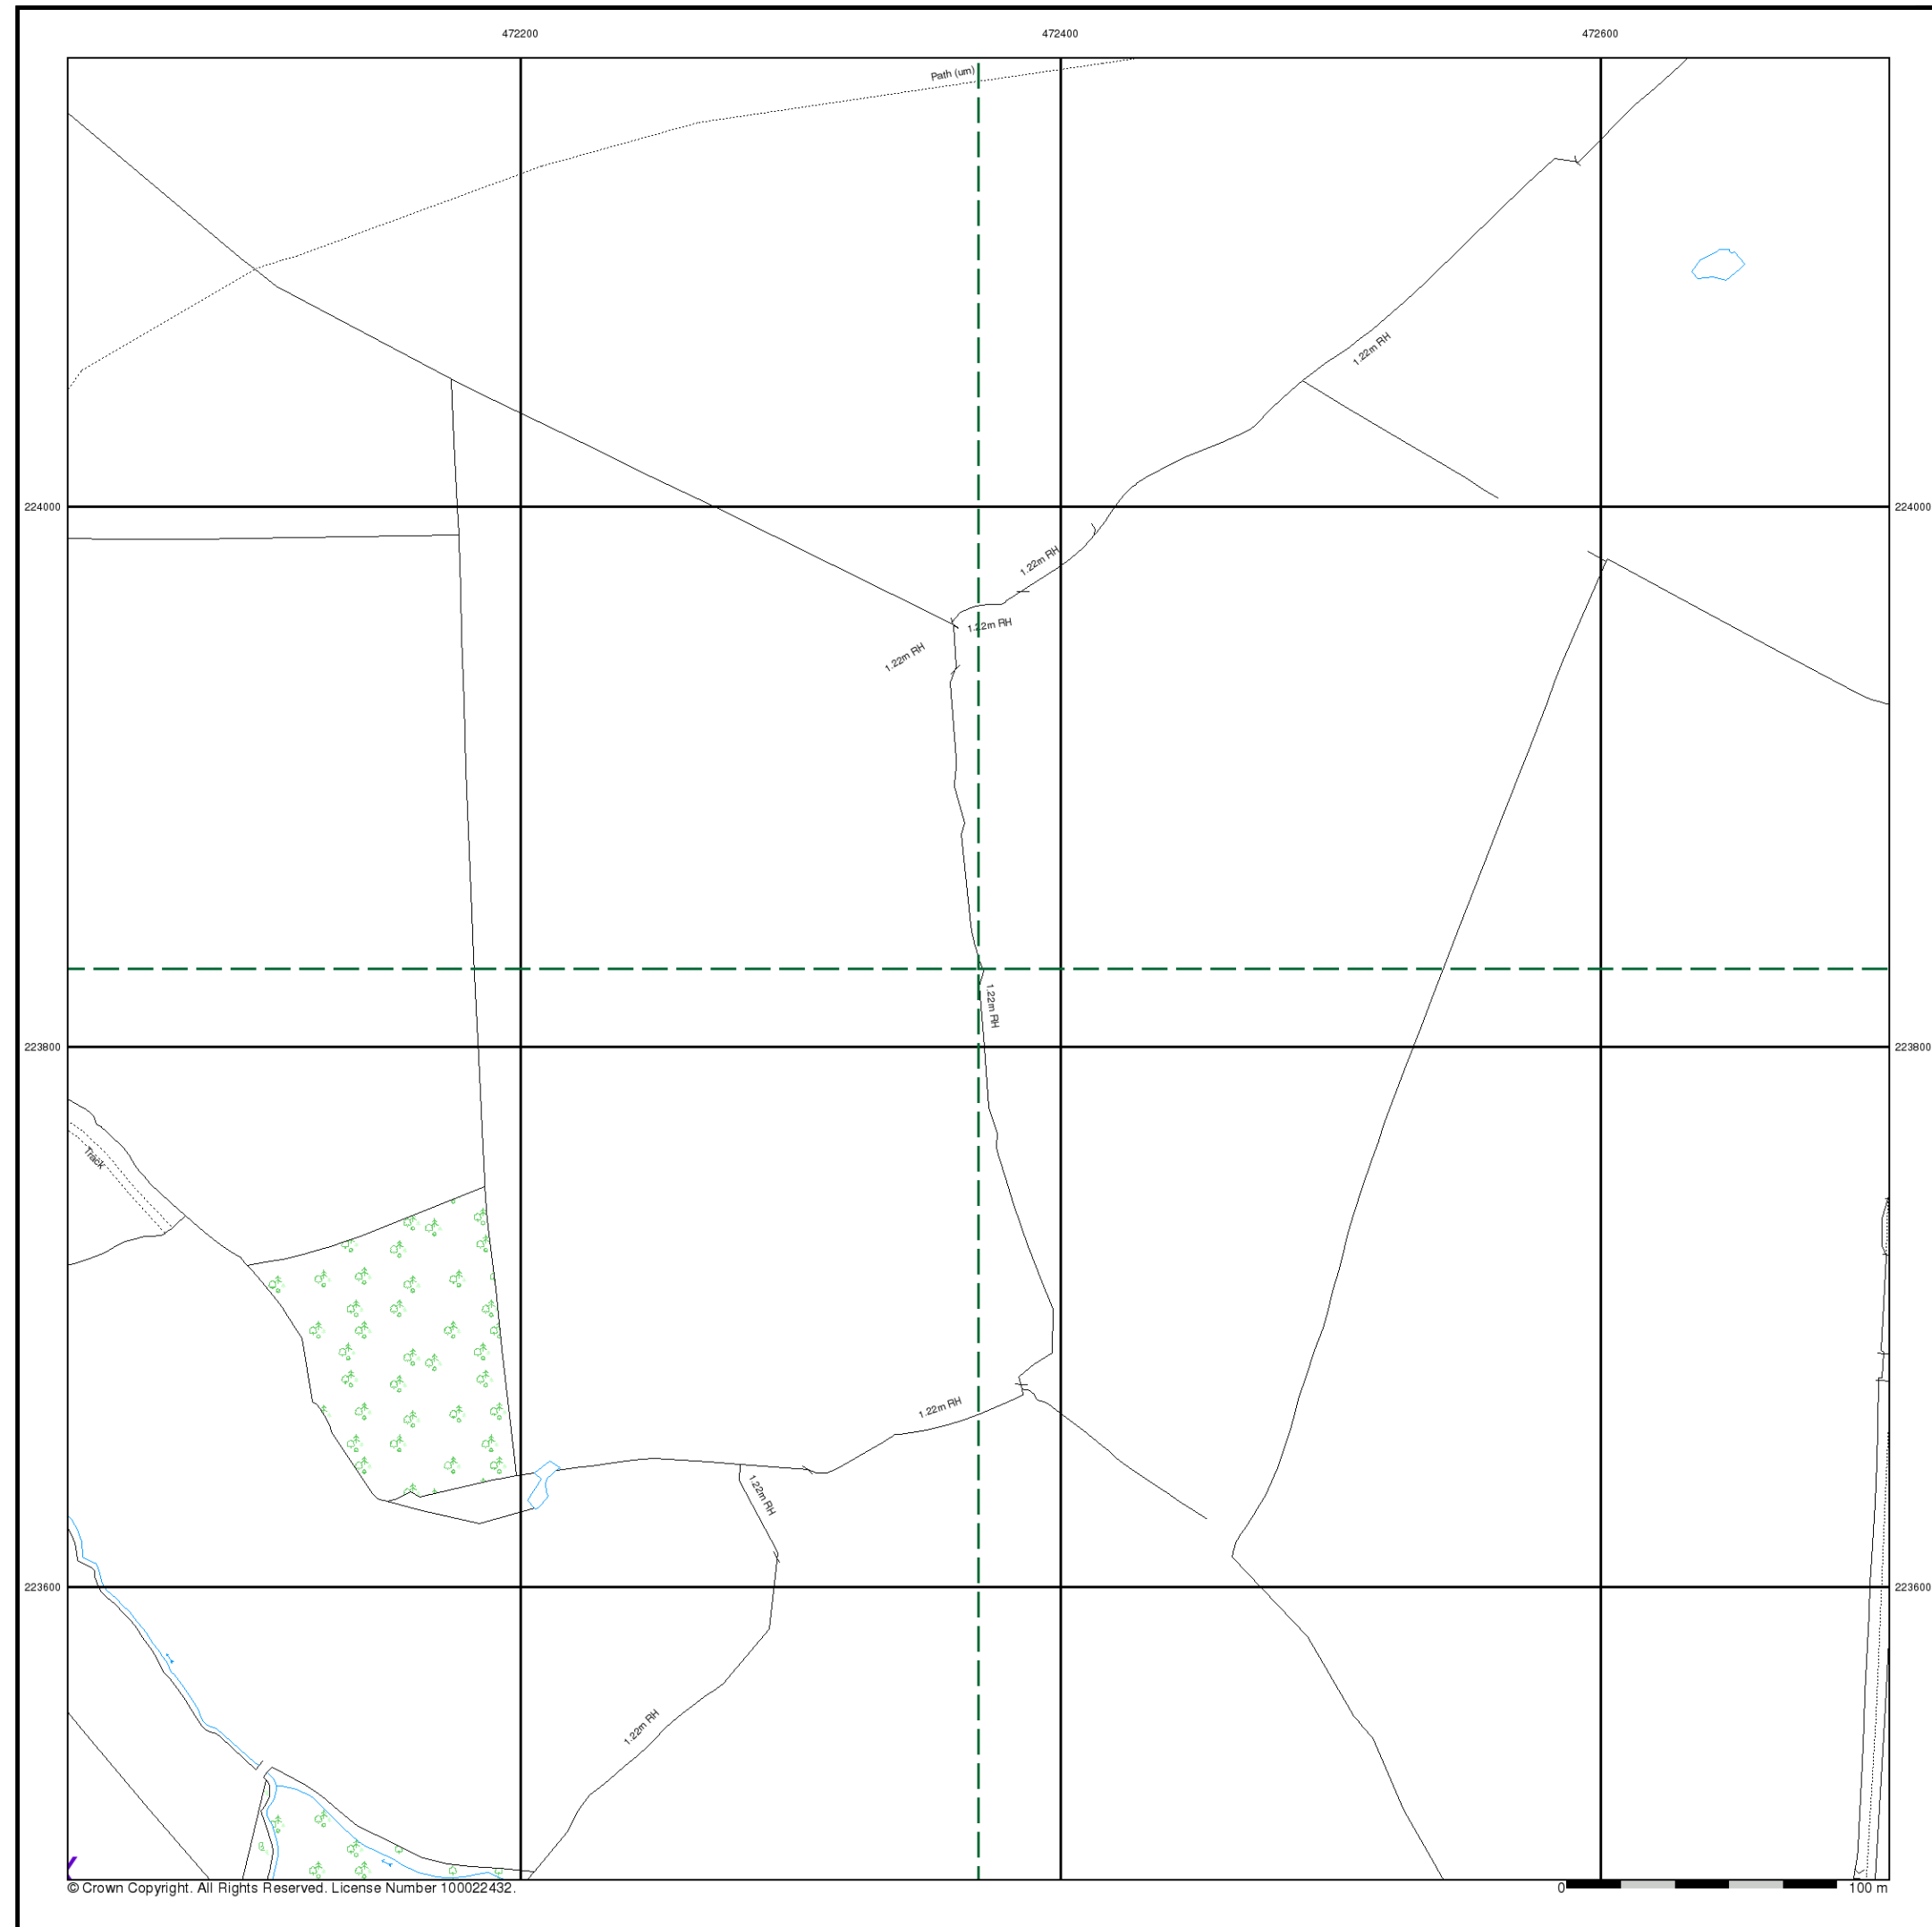 472200 472400 472600
Path (um)
1.22m RH
224000 224000
1.22m RH
1.22m RH
1.22m RH
1.22m RH
223800 223800
Track
1.22m RH
1.22m RH
223600 223600
1.22m RH
© Crown Copyright. All Rights Reserved. License Number 100022432.
0 100 m